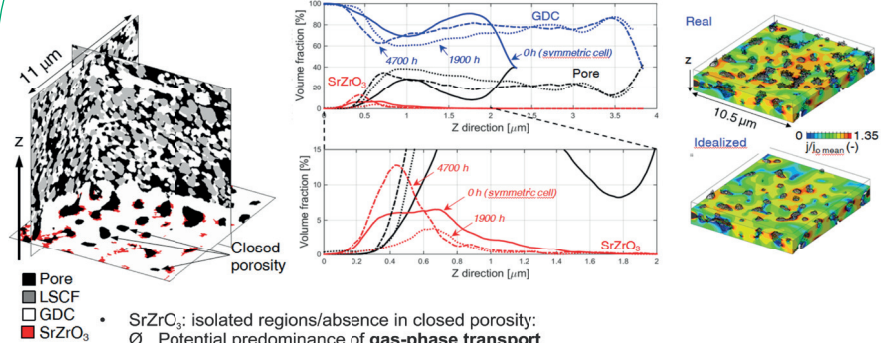 11 μm
Z
Closed
porosity
Pore
LSCF
GDC
SrZrO₃
Volume fraction [%]
100
80
60
40
20
0
GDC
4700 h
1900 h
0h (symmetric cell)
SrZrO₃
Pore
0 0.5 1 1.5 2 2.5 3 3.5 4
Z direction [μm]
Volume fraction [%]
15
10
5
0
4700 h
0h (symmetric cell)
1900 h
SrZrO₃
0 0.2 0.4 0.6 0.8 1 1.2 1.4 1.6 1.8 2
Z direction [μm]
Real
z
10.5 μm
0 1.35
j/j₀ mean (-)
Idealized
• SrZrO₃: isolated regions/absence in closed porosity:
Ø Potential predominance of gas-phase transport